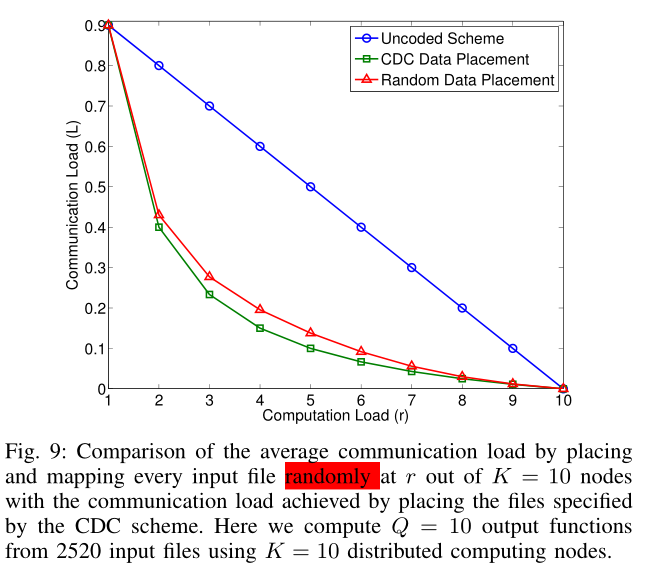 0.9
0.8
0.7
0.6
0.5
0.4
0.3
0.2
0.1
0
Communication Load (L)
Uncoded Scheme
CDC Data Placement
Random Data Placement
1 2 3 4 5 6 7 8 9 10
Computation Load (r)
Fig. 9: Comparison of the average communication load by placing
and mapping every input file randomly at r out of K = 10 nodes
with the communication load achieved by placing the files specified
by the CDC scheme. Here we compute Q = 10 output functions
from 2520 input files using K = 10 distributed computing nodes.